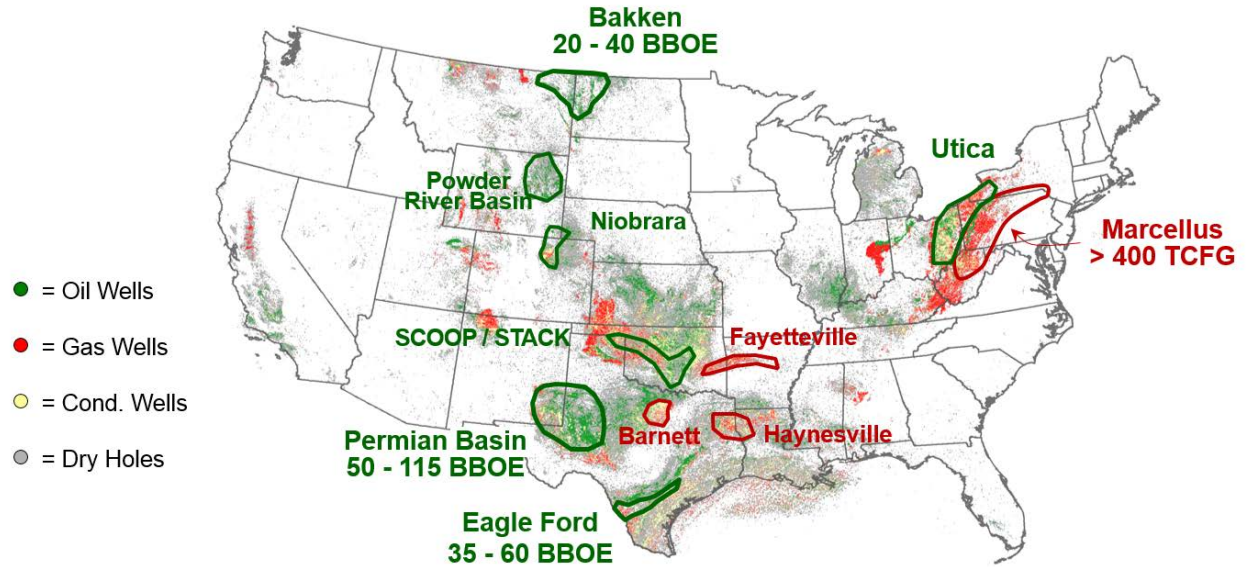 Bakken
20 - 40 BBOE
Utica
Powder
River Basin
Niobrara
Marcellus
> 400 TCFG
= Oil Wells
= Gas Wells
= Cond. Wells
= Dry Holes
SCOOP / STACK
Fayetteville
Barnett
Haynesville
Permian Basin
50 - 115 BBOE
Eagle Ford
35 - 60 BBOE